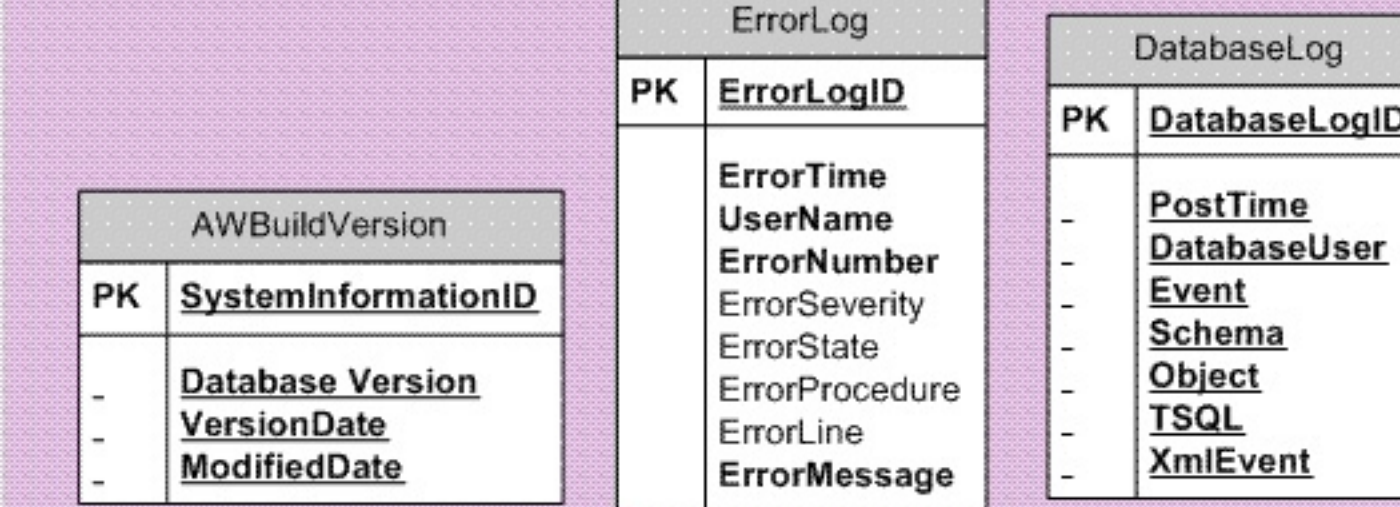 AWBuildVersion
PK SystemInformationID
_ Database Version
_ VersionDate
_ ModifiedDate
ErrorLog
PK ErrorLogID
ErrorTime
UserName
ErrorNumber
ErrorSeverity
ErrorState
ErrorProcedure
ErrorLine
ErrorMessage
DatabaseLog
PK DatabaseLogID
_ PostTime
_ DatabaseUser
_ Event
_ Schema
_ Object
_ TSQL
_ XmlEvent